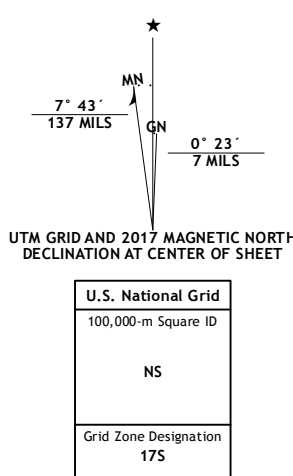 ★
MN
7° 43´
137 MILS
GN
0° 23´
7 MILS
UTM GRID AND 2017 MAGNETIC NORTH
DECLINATION AT CENTER OF SHEET
U.S. National Grid
100,000-m Square ID
NS
Grid Zone Designation
17S